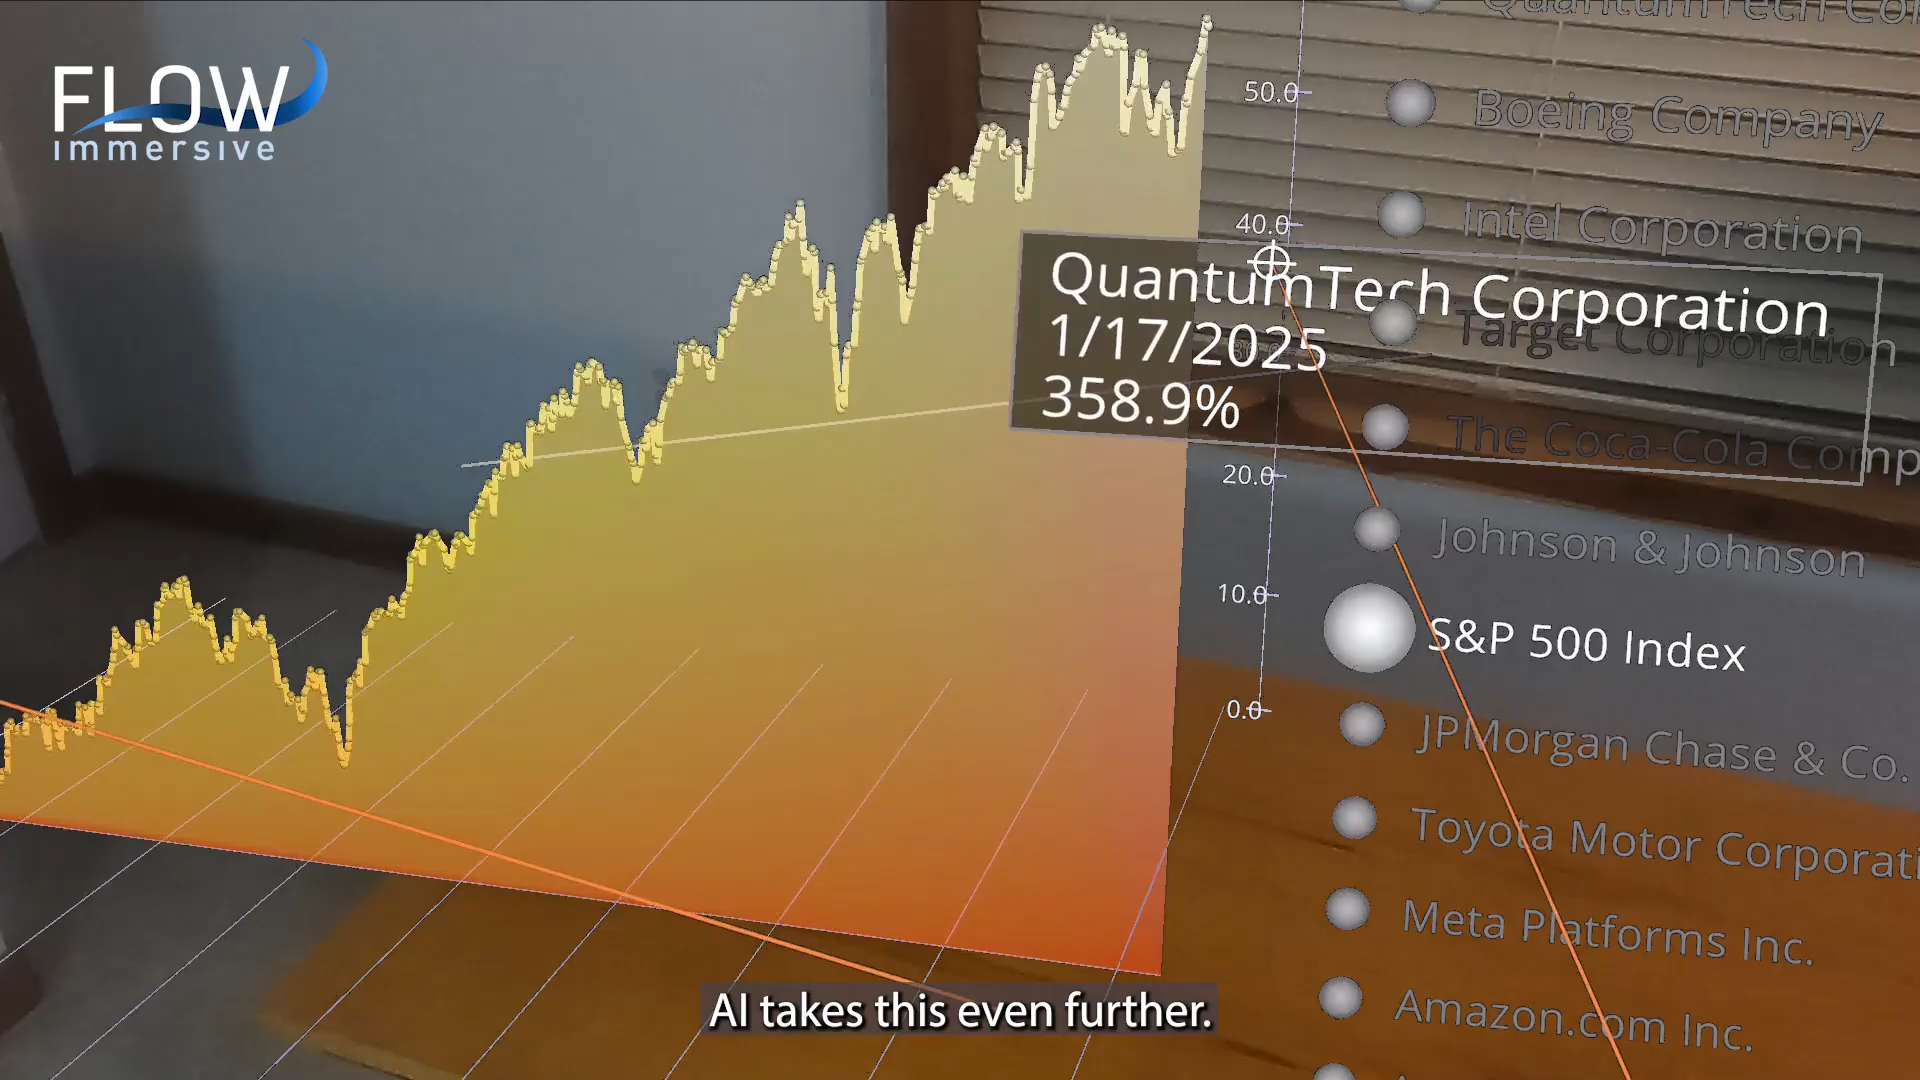 FLOW
immersive
QuantumTech Cor
50.0
Boeing Company
40.0
Intel Corporation
QuantumTech Corporation
1/17/2025
358.9%
Target Corporation
The Coca-Cola Comp
20.0
Johnson & Johnson
10.0
S&P 500 Index
0.0
JPMorgan Chase & Co.
Toyota Motor Corporati
Meta Platforms Inc.
Amazon.com Inc.
AI takes this even further.